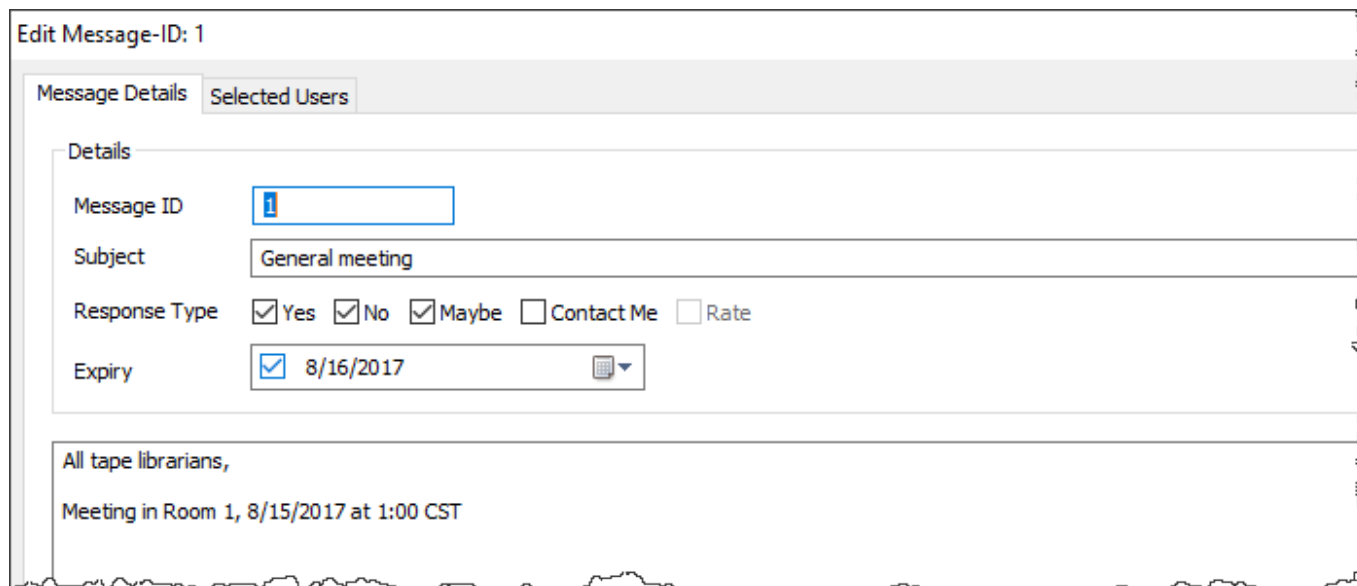 Edit Message-ID: 1
Message Details Selected Users
Details
Message ID 1
Subject General meeting
Response Type Yes No Maybe Contact Me Rate
Expiry 8/16/2017
All tape librarians,
Meeting in Room 1, 8/15/2017 at 1:00 CST